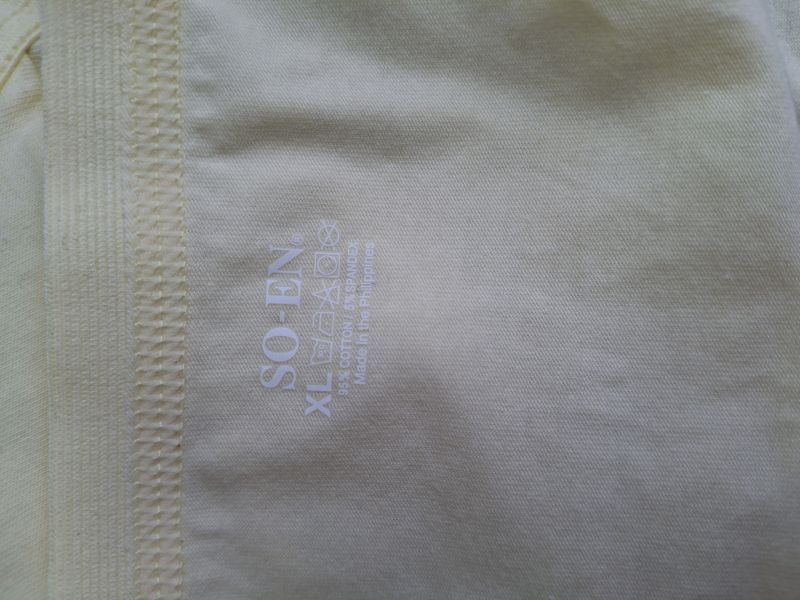 SO-EN®
XL
95% COTTON / 5% SPANDEX
Made in the Philippines